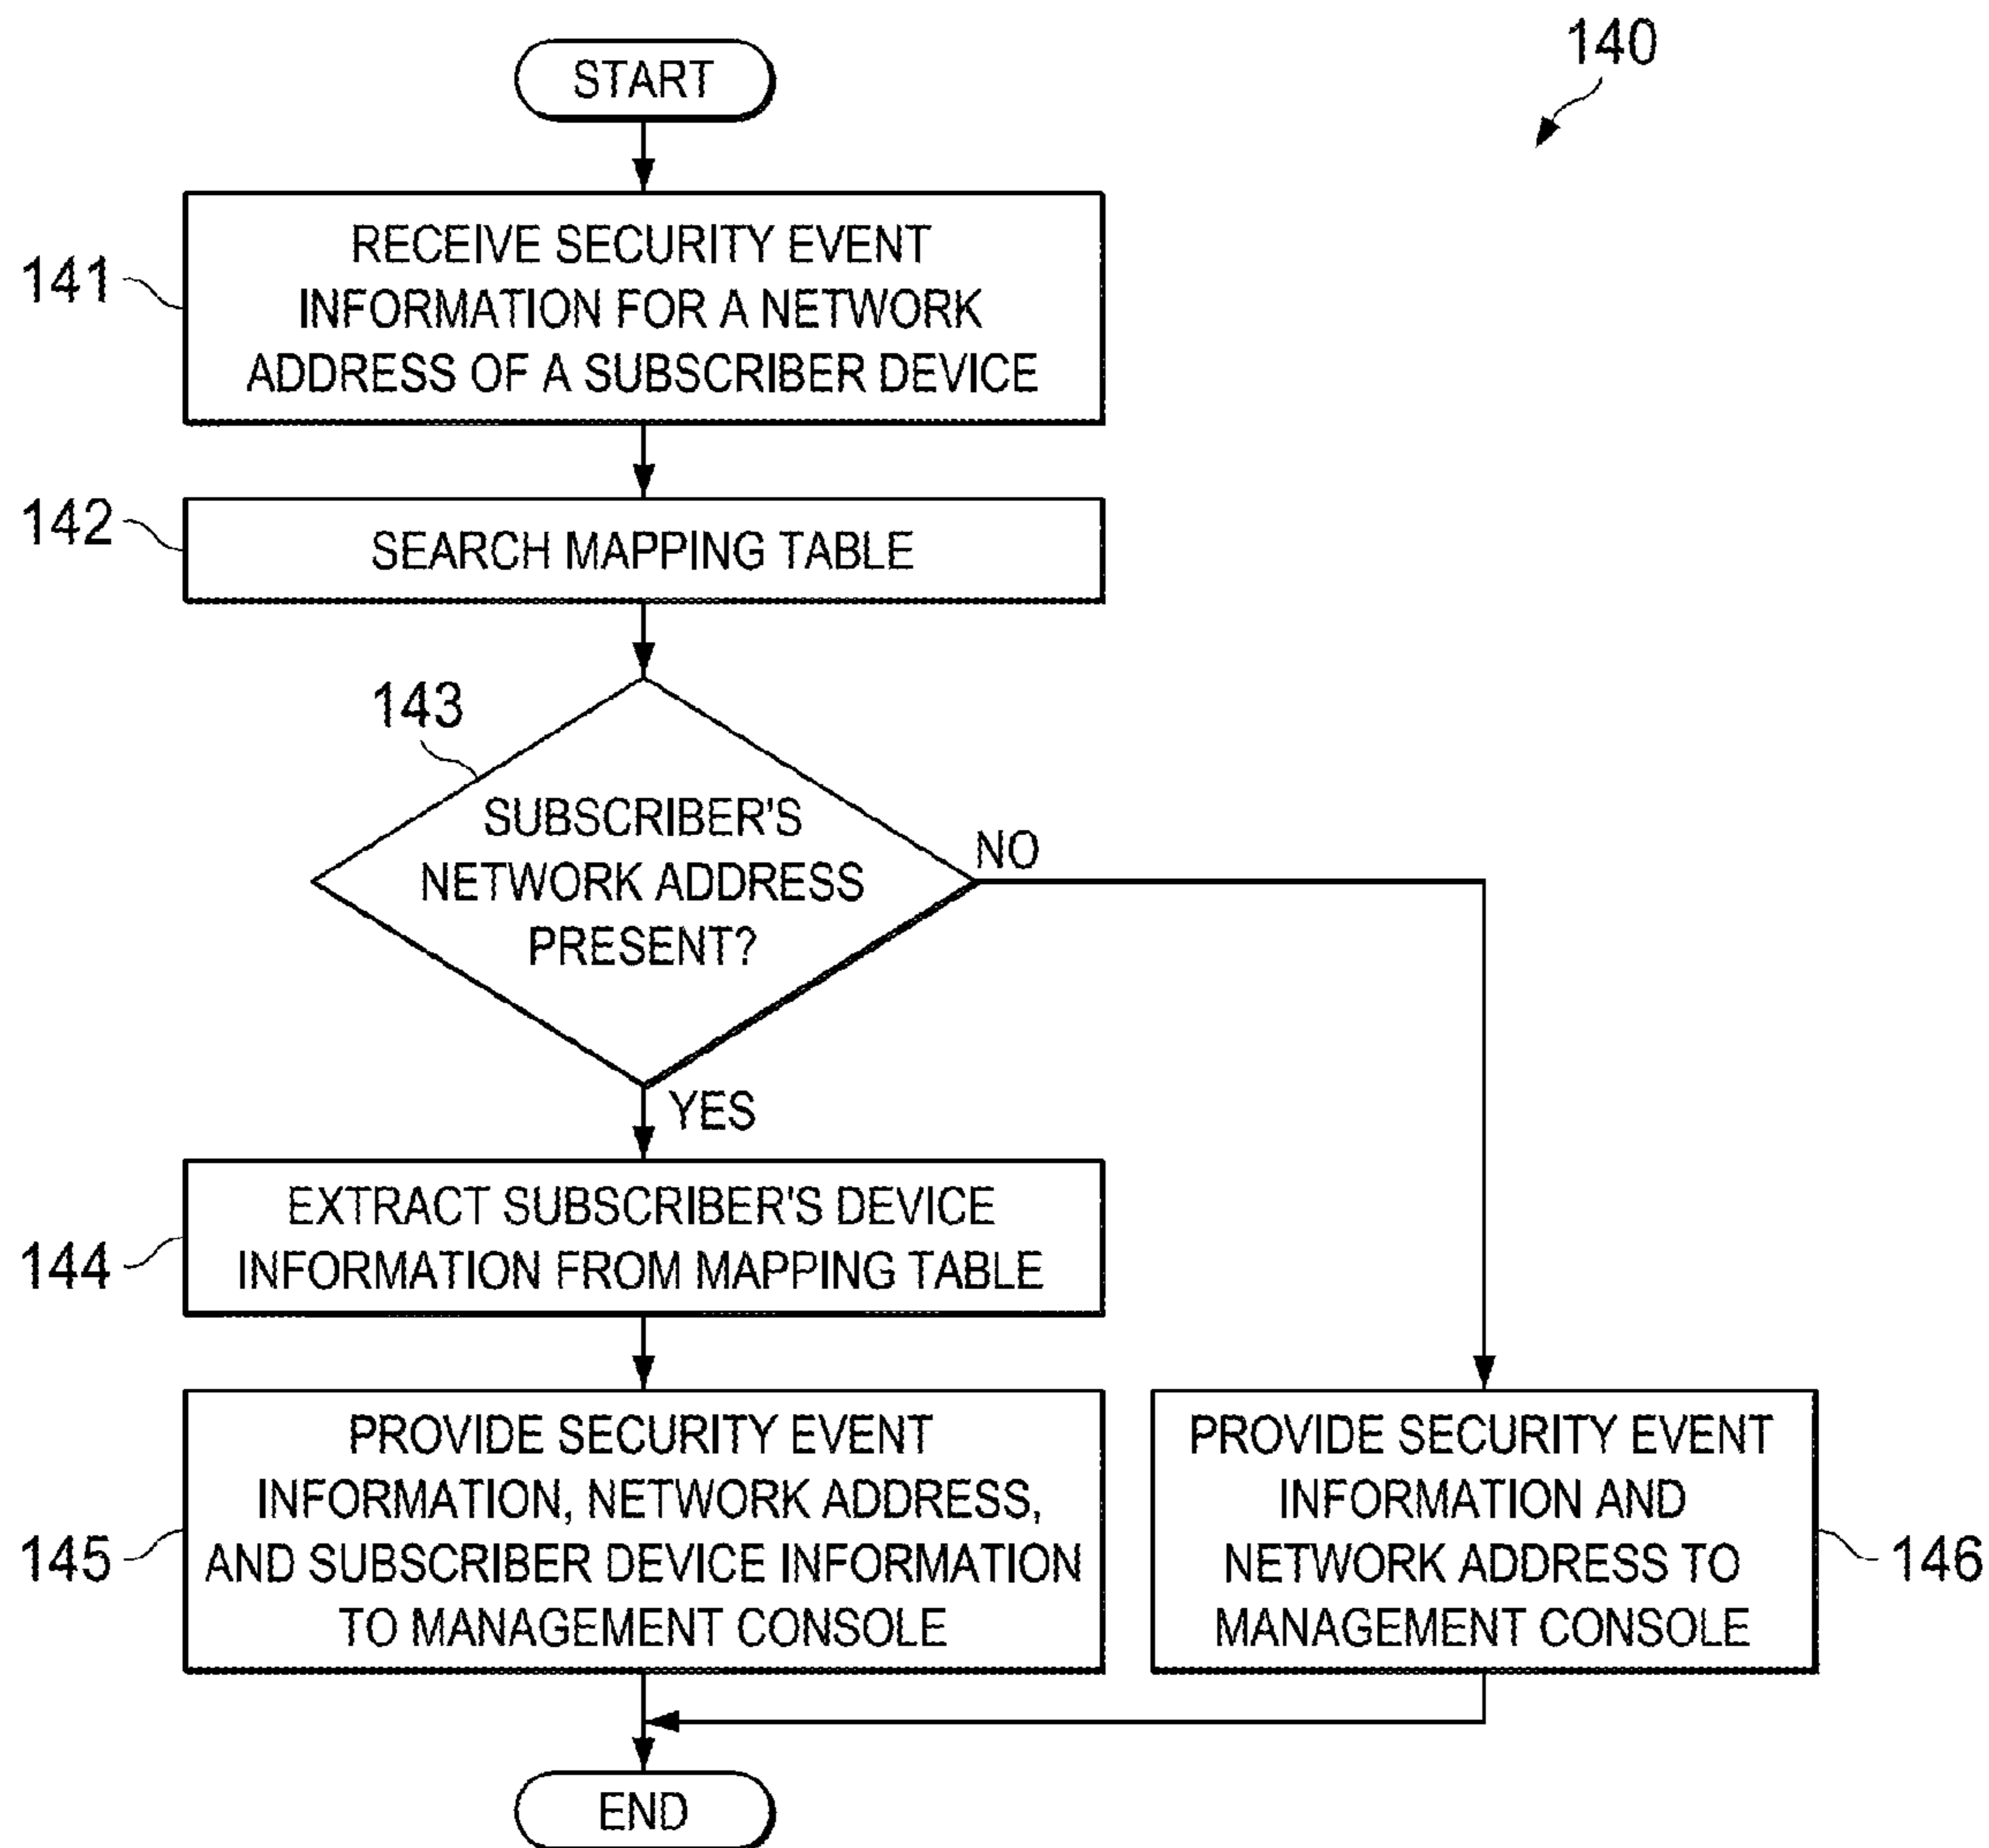 START
140
141
RECEIVE SECURITY EVENT
INFORMATION FOR A NETWORK
ADDRESS OF A SUBSCRIBER DEVICE
142
SEARCH MAPPING TABLE
143
SUBSCRIBER'S
NETWORK ADDRESS
PRESENT?
NO
YES
144
EXTRACT SUBSCRIBER'S DEVICE
INFORMATION FROM MAPPING TABLE
145
PROVIDE SECURITY EVENT
INFORMATION, NETWORK ADDRESS,
AND SUBSCRIBER DEVICE INFORMATION
TO MANAGEMENT CONSOLE
PROVIDE SECURITY EVENT
INFORMATION AND
NETWORK ADDRESS TO
MANAGEMENT CONSOLE
146
END